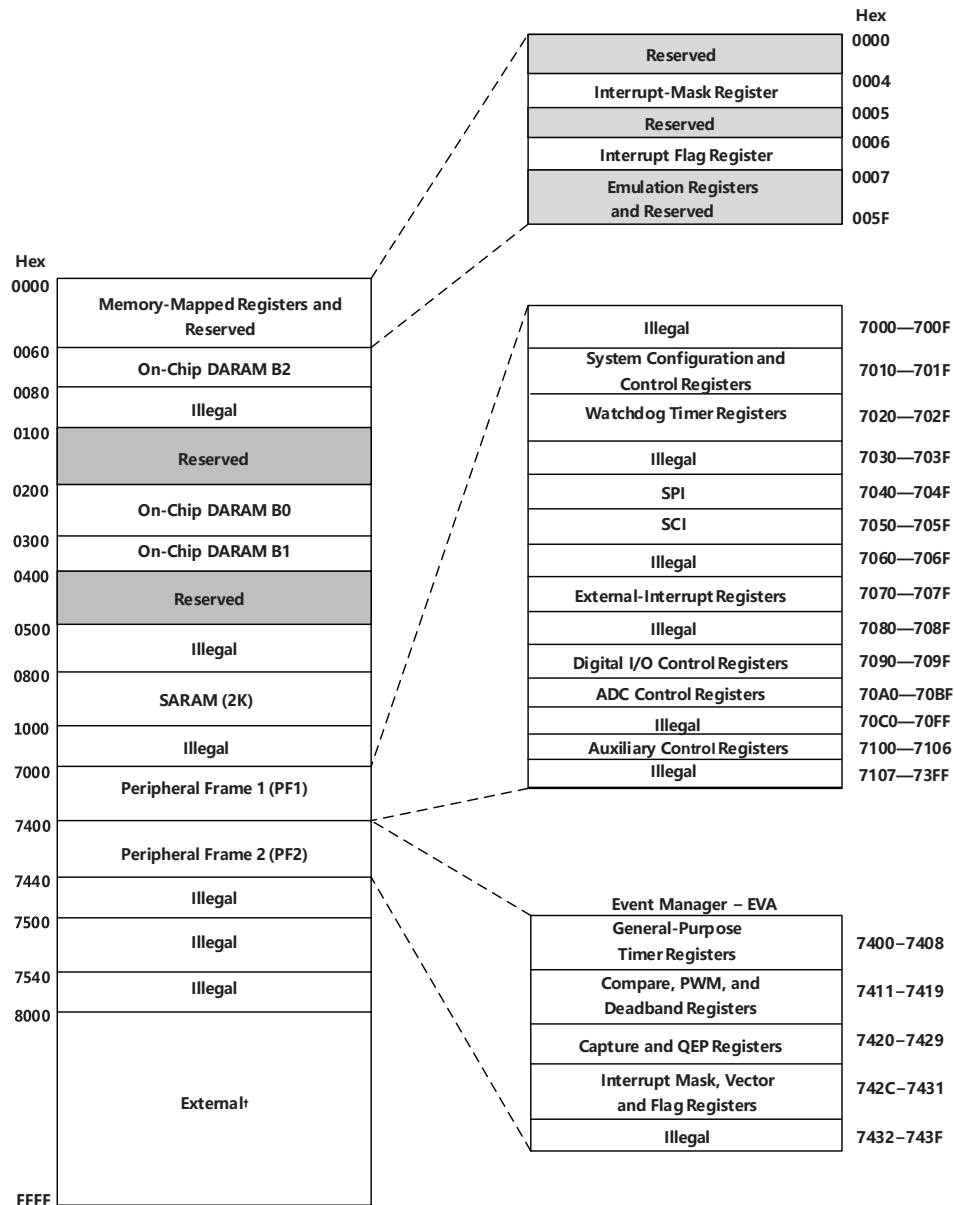 Hex
0000
Reserved
0004
Interrupt-Mask Register
0005
Reserved
0006
Interrupt Flag Register
0007
Emulation Registers
and Reserved
005F
Hex
0000
Memory-Mapped Registers and
Reserved
0060
On-Chip DARAM B2
0080
Illegal
0100
Reserved
0200
On-Chip DARAM B0
0300
On-Chip DARAM B1
0400
Reserved
0500
Illegal
0800
SARAM (2K)
1000
Illegal
7000
Peripheral Frame 1 (PF1)
7400
Peripheral Frame 2 (PF2)
7440
Illegal
7500
Illegal
7540
Illegal
8000
External†
FFFF
Illegal 7000—700F
System Configuration and
Control Registers 7010—701F
Watchdog Timer Registers 7020—702F
Illegal 7030—703F
SPI 7040—704F
SCI 7050—705F
Illegal 7060—706F
External-Interrupt Registers 7070—707F
Illegal 7080—708F
Digital I/O Control Registers 7090—709F
ADC Control Registers 70A0—70BF
Illegal 70C0—70FF
Auxiliary Control Registers 7100—7106
Illegal 7107—73FF
Event Manager – EVA
General-Purpose
Timer Registers 7400–7408
Compare, PWM, and
Deadband Registers 7411–7419
Capture and QEP Registers 7420–7429
Interrupt Mask, Vector
and Flag Registers 742C–7431
Illegal 7432–743F